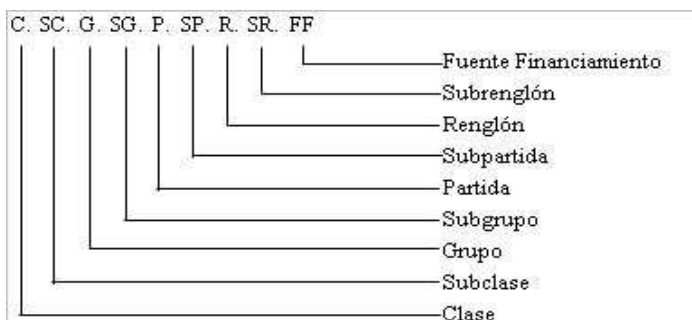 C. SC. G. SG. P. SP. R. SR. FF
Fuente Financiamiento
Subrenglón
Renglón
Subpartida
Partida
Subgrupo
Grupo
Subclase
Clase